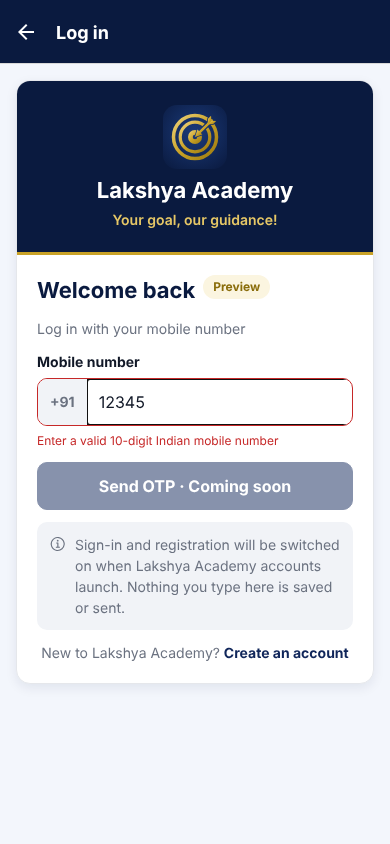 Log in
Lakshya Academy
Your goal, our guidance!
Welcome back Preview
Log in with your mobile number
Mobile number
+91 12345
Enter a valid 10-digit Indian mobile number
Send OTP · Coming soon
Sign-in and registration will be switched
on when Lakshya Academy accounts
launch. Nothing you type here is saved
or sent.
New to Lakshya Academy? Create an account